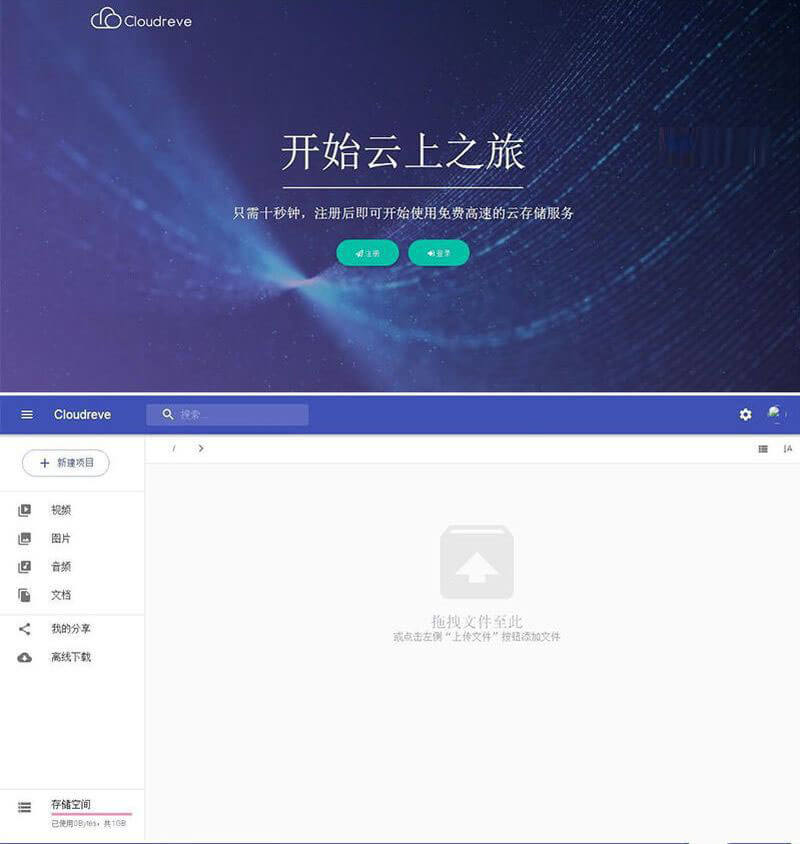 Cloudreve
开始云上之旅
只需十秒钟，注册后即可开始使用免费高速的云存储服务
注册
登录
Cloudreve
搜索...
新建项目
/
视频
图片
音频
文档
我的分享
离线下载
拖拽文件至此
或点击左侧“上传文件”按钮添加文件
存储空间
已使用0Bytes，共1GB